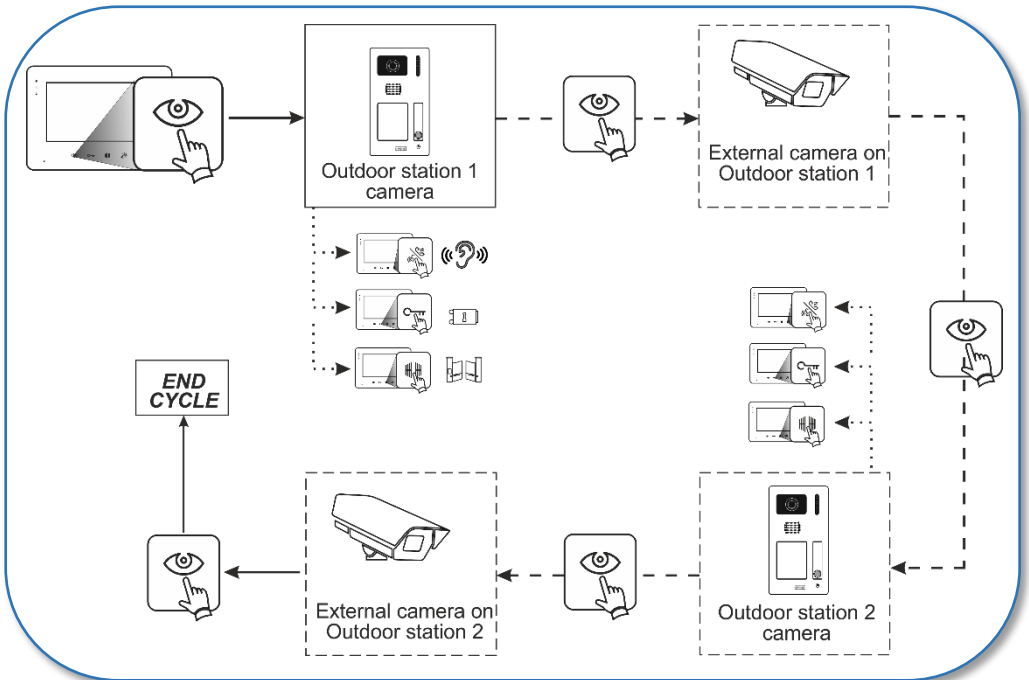 Outdoor station 1
camera
External camera on
Outdoor station 1
END
CYCLE
External camera on
Outdoor station 2
Outdoor station 2
camera